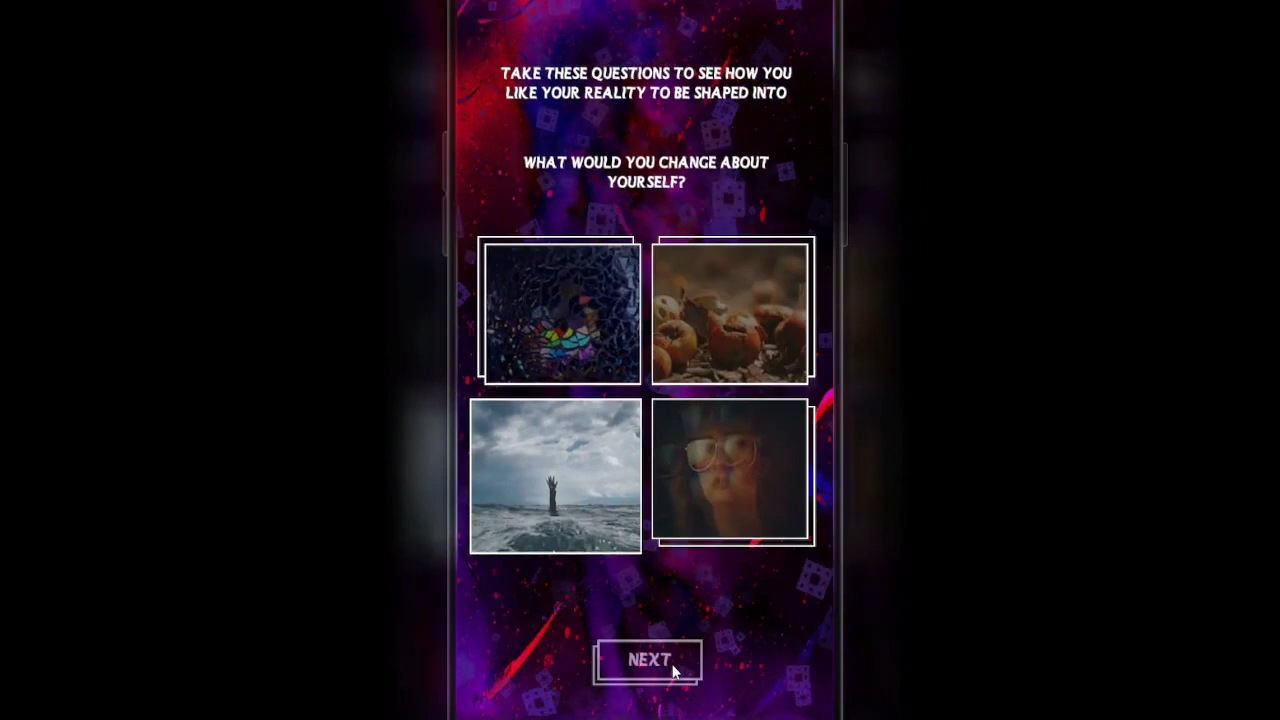 TAKE THESE QUESTIONS TO SEE HOW YOU
LIKE YOUR REALITY TO BE SHAPED INTO
WHAT WOULD YOU CHANGE ABOUT
YOURSELF?
NEXT